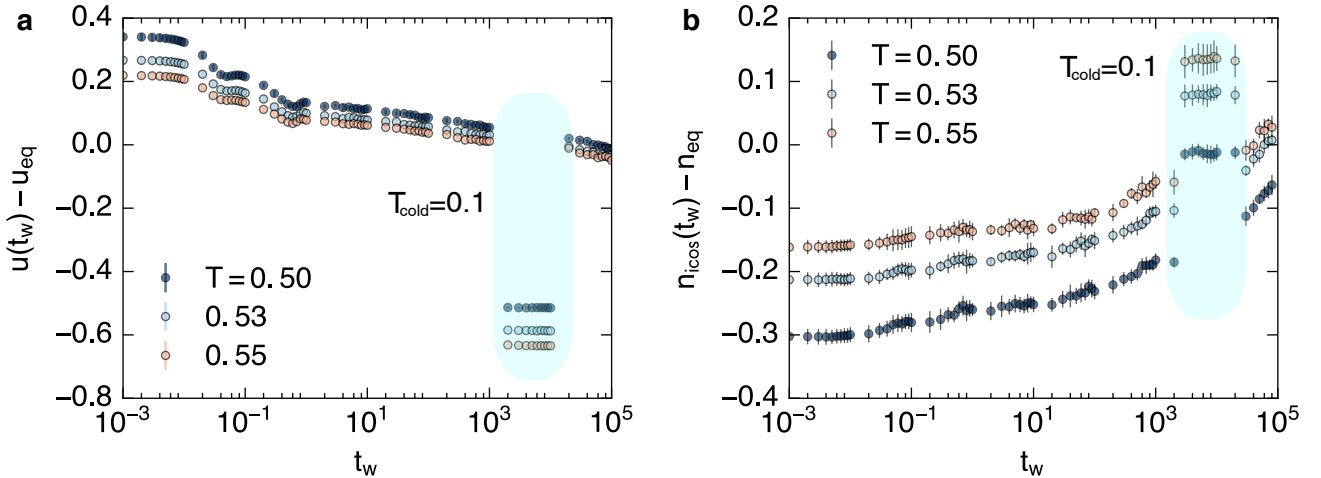 a
0.4
0.2
0.0
−0.2
−0.4
−0.6
−0.8
u(t_w) − u_eq
T_cold=0.1
T = 0.50
0.53
0.55
10^−3 10^−1 10^1 10^3 10^5
t_w
b
0.2
0.1
0.0
−0.1
−0.2
−0.3
−0.4
n_icos(t_w) − n_eq
T = 0.50
T = 0.53
T = 0.55
T_cold=0.1
10^−3 10^−1 10^1 10^3 10^5
t_w